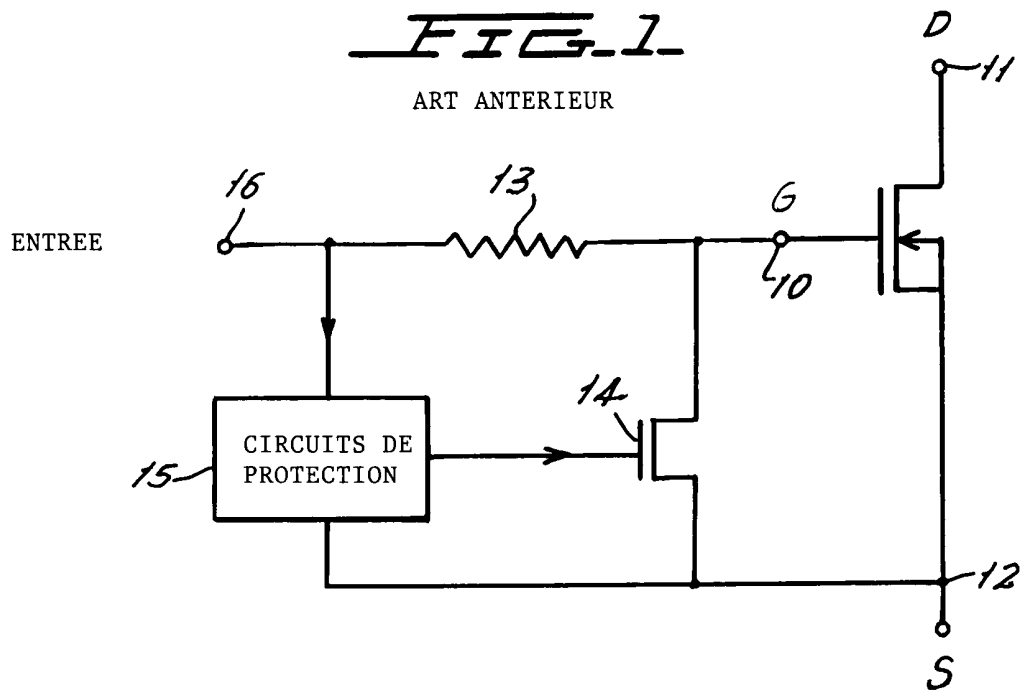 FIG. 1
D
11
ART ANTERIEUR
16
13
G
ENTREE
10
14
CIRCUITS DE
PROTECTION
15
12
S